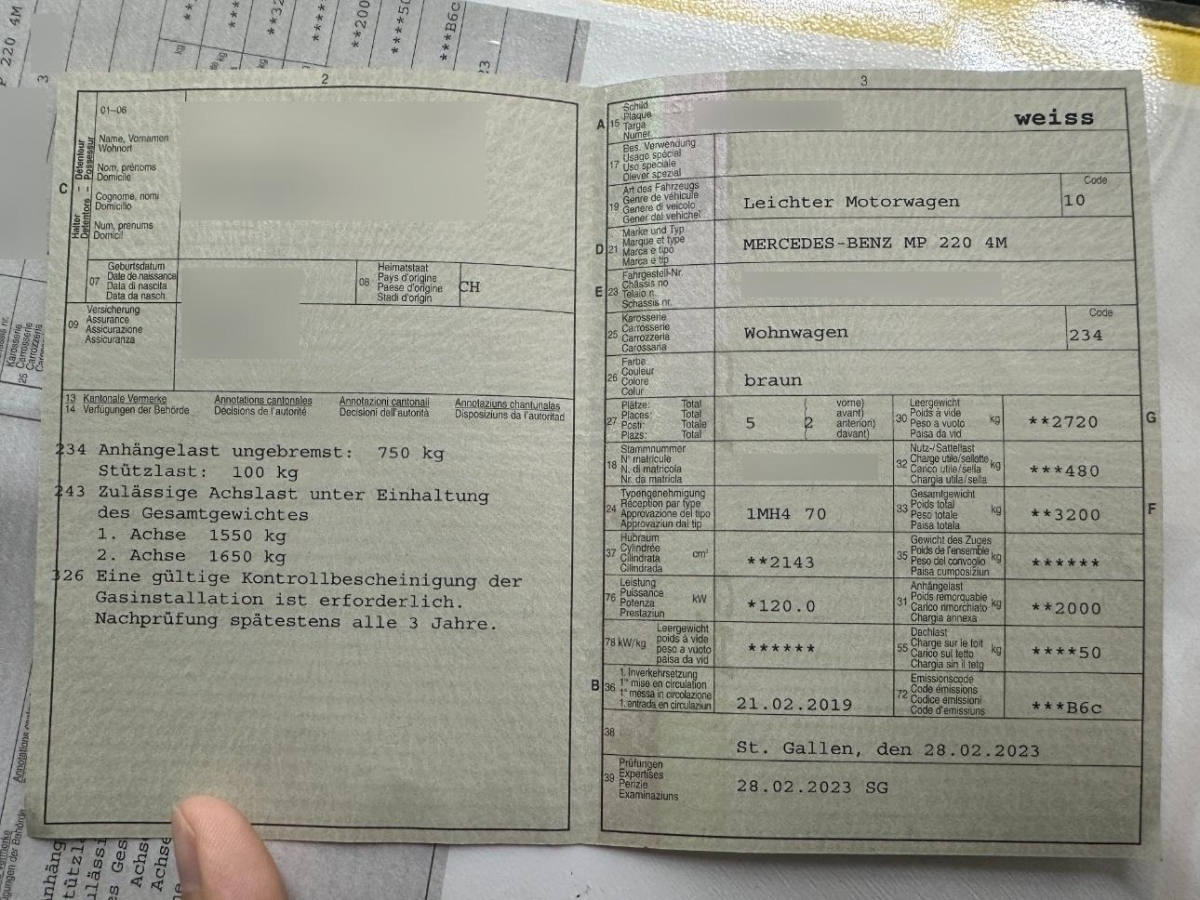 P 220 4M
3
kg
***B6c
2
01–06
C
Halter – Détenteur
Detentore – Possessur
Name, Vornamen
Wohnort
Nom, prénoms
Domicile
Cognome, nomi
Domicilio
Num, prenums
Domicil
07
Geburtsdatum
Date de naissance
Data di nascita
Data da nasch.
08
Heimatstaat
Pays d'origine
Paese d'origine
Stadi d'origin
CH
09
Versicherung
Assurance
Assicurazione
Assicuranza
13 Kantonale Vermerke
14 Verfügungen der Behörde
Annotations cantonales
Décisions de l'autorité
Annotazioni cantonali
Decisioni dell'autorità
Annotaziuns chantunalas
Disposiziuns da l'autoritad
234 Anhängelast ungebremst: 750 kg
Stützlast: 100 kg
243 Zulässige Achslast unter Einhaltung
des Gesamtgewichtes
1. Achse 1550 kg
2. Achse 1650 kg
326 Eine gültige Kontrollbescheinigung der
Gasinstallation ist erforderlich.
Nachprüfung spätestens alle 3 Jahre.
3
A 15
Schild
Plaque
Targa
Numer
weiss
17
Bes. Verwendung
Usage spécial
Uso speciale
Diever spezial
19
Art des Fahrzeugs
Genre de véhicule
Genere di veicolo
Gener dal vehichel
Leichter Motorwagen
Code
10
D 21
Marke und Typ
Marque et type
Marca e tipo
Marca e tip
MERCEDES-BENZ MP 220 4M
E 23
Fahrgestell-Nr.
Châssis no
Telaio n.
Schassis nr.
25
Karosserie
Carrosserie
Carrozzeria
Carossaria
Wohnwagen
Code
234
26
Farbe
Couleur
Colore
Colur
braun
27
Plätze: Total
Places: Total
Posti: Totale
Plazs: Total
5
( vorne)
avant)
2 anterior)
davant)
30
Leergewicht
Poids à vide
Peso a vuoto
Paisa da vid
kg
**2720
G
18
Stammnummer
N° matricule
N. di matricola
Nr. da matricla
32
Nutz-/Sattellast
Charge utile/sellette
Carico utile/sella
Chargia utila/sella
kg
***480
24
Typengenehmigung
Réception par type
Approvazione del tipo
Approvaziun dal tip
1MH4 70
33
Gesamtgewicht
Poids total
Peso totale
Paisa totala
kg
**3200
F
37
Hubraum
Cylindrée
Cilindrata
Cilindrada
cm³
**2143
35
Gewicht des Zuges
Poids de l'ensemble
Peso del convoglio
Paisa cumposiziun
kg
******
76
Leistung
Puissance
Potenza
Prestaziun
kW
*120.0
31
Anhängelast
Poids remorquable
Carico rimorchiato
Chargia annexa
kg
**2000
78 kW/kg
Leergewicht
poids à vide
peso a vuoto
paisa da vid
******
55
Dachlast
Charge sur le toit
Carico sul tetto
Chargia sin il tetg
kg
****50
B 36
1. Inverkehrsetzung
1re mise en circulation
1a messa in circolazione
1. entrada en circulaziun
21.02.2019
72
Emissionscode
Code émissions
Codice emissioni
Code d'emissiuns
***B6c
38
St. Gallen, den 28.02.2023
39
Prüfungen
Expertises
Perizie
Examinaziuns
28.02.2023 SG